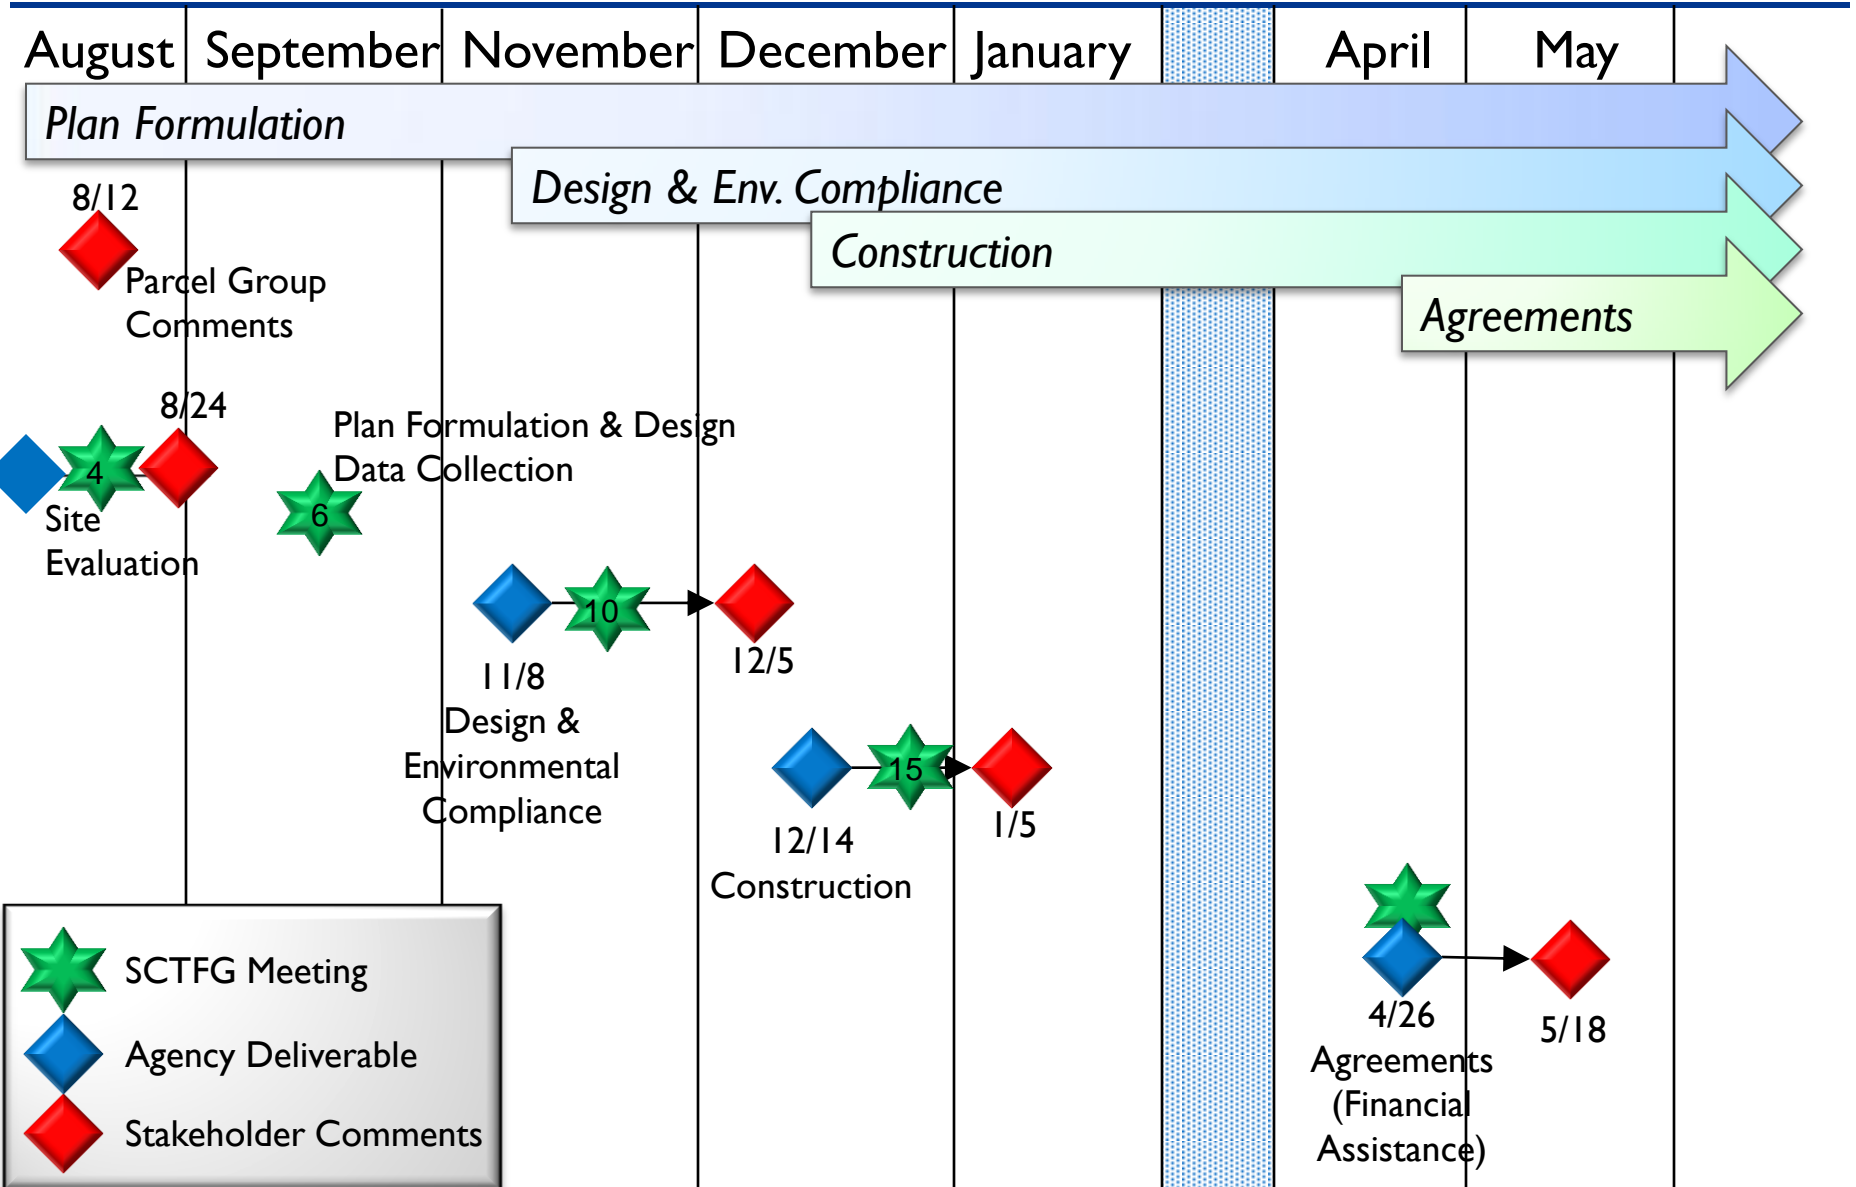 August September November December January April May
Plan Formulation
Design & Env. Compliance
Construction
Agreements
8/12
Parcel Group
Comments
8/24
4
Site
Evaluation
Plan Formulation & Design
Data Collection
6
10
11/8
Design &
Environmental
Compliance
12/5
15
12/14
Construction
1/5
4/26
Agreements
(Financial
Assistance)
5/18
SCTFG Meeting
Agency Deliverable
Stakeholder Comments